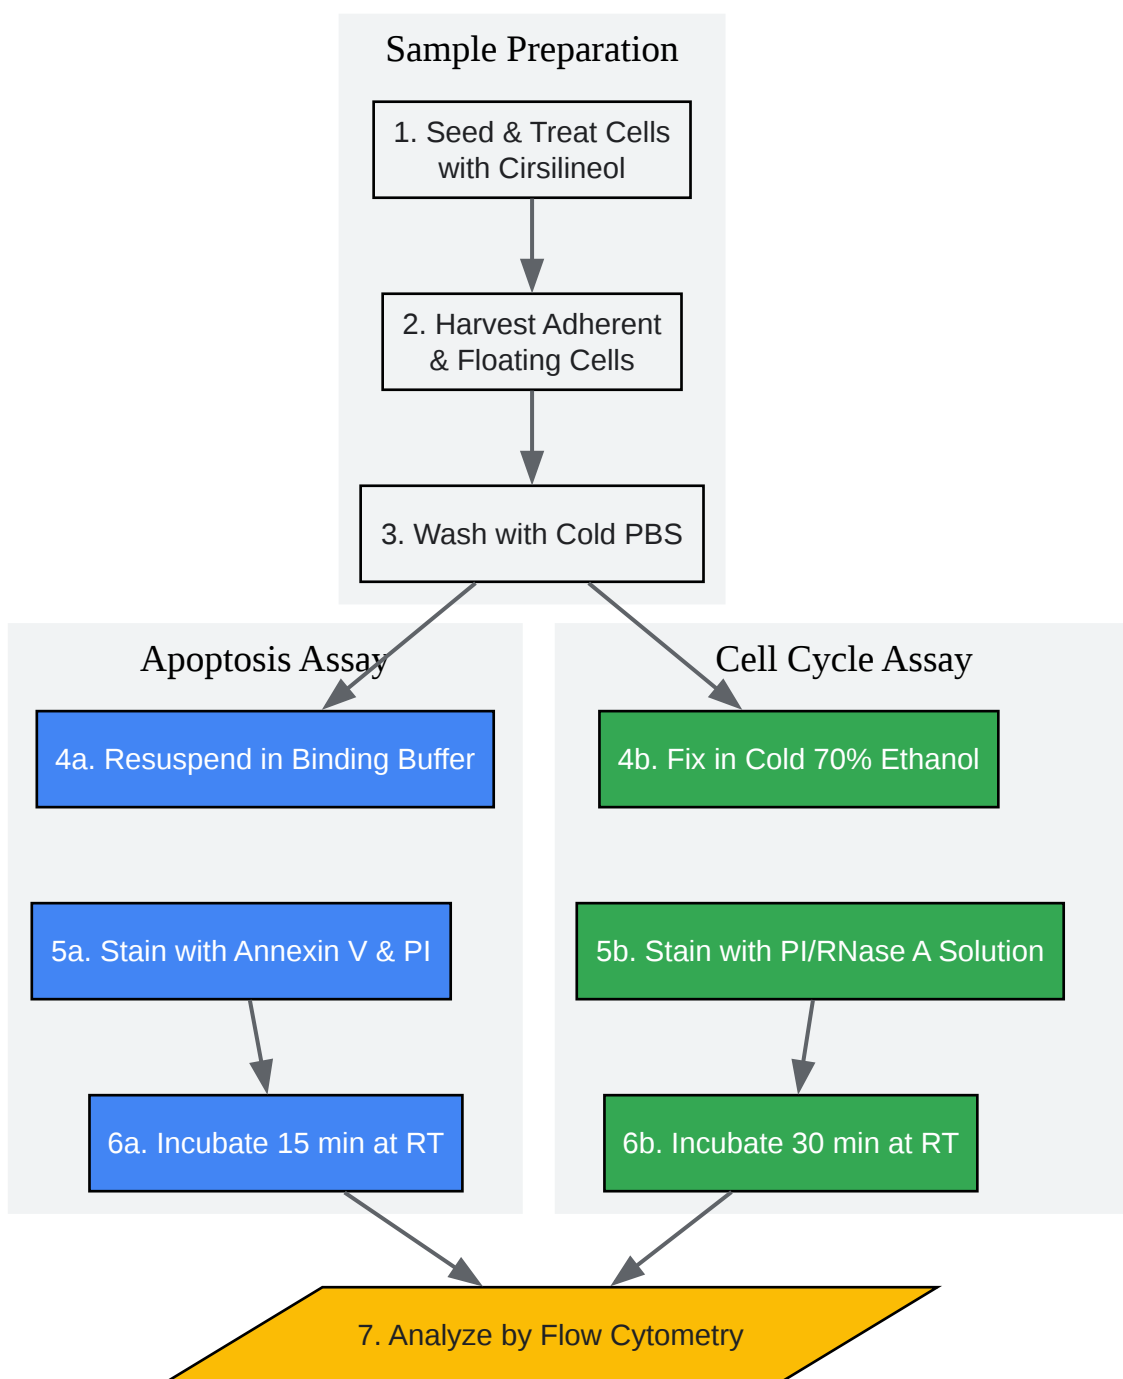 Sample Preparation
1. Seed & Treat Cells
with Cirsilineol
2. Harvest Adherent
& Floating Cells
3. Wash with Cold PBS
Apoptosis Assay
4a. Resuspend in Binding Buffer
5a. Stain with Annexin V & PI
6a. Incubate 15 min at RT
Cell Cycle Assay
4b. Fix in Cold 70% Ethanol
5b. Stain with PI/RNase A Solution
6b. Incubate 30 min at RT
7. Analyze by Flow Cytometry